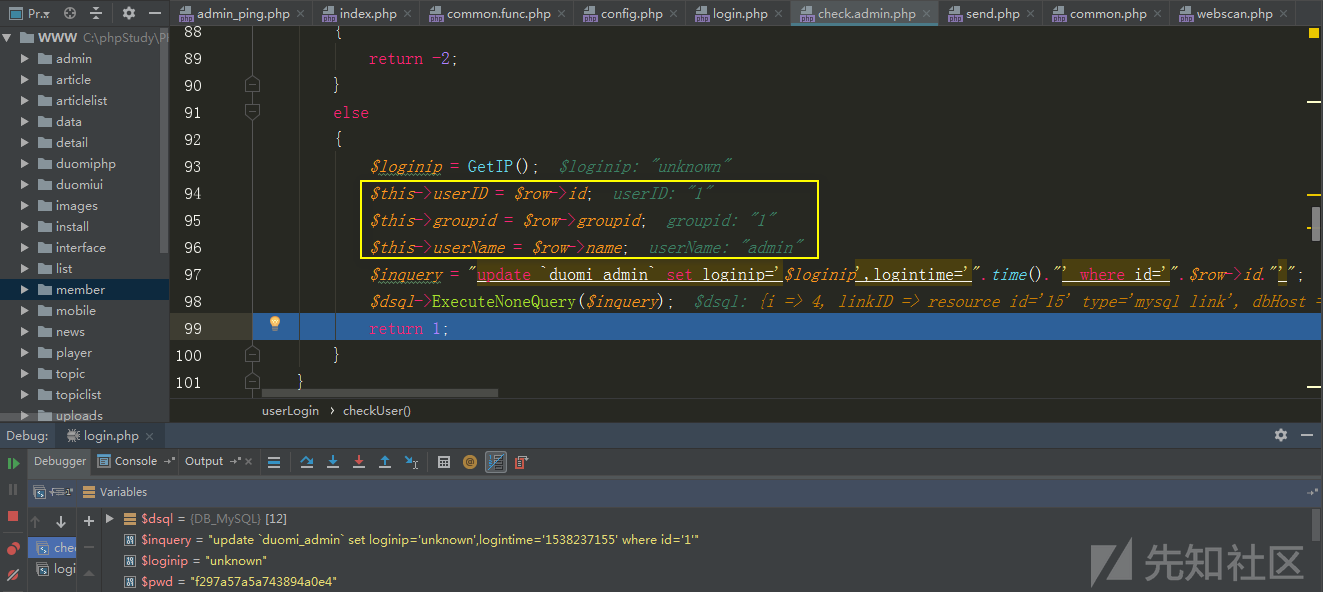 Pr.▾
admin_ping.php × index.php × common.func.php × config.php × login.php × check.admin.php × send.php × common.php × webscan.php ×
WWW C:\phpStudy\P
admin
article
articlelist
data
detail
duomiphp
duomiui
images
install
interface
list
member
mobile
news
player
topic
topiclist
uploads
88 {
89 return -2;
90 }
91 else
92 {
93 $loginip = GetIP(); $loginip: "unknown"
94 $this->userID = $row->id; userID: "1"
95 $this->groupid = $row->groupid; groupid: "1"
96 $this->userName = $row->name; userName: "admin"
97 $inquery = "update `duomi_admin` set loginip='$loginip',logintime='".time()."' where id='".$row->id."'";
98 $dsql->ExecuteNoneQuery($inquery); $dsql: {i => 4, linkID => resource id='15' type='mysql link', dbHost =
99 return 1;
100 }
101 }
userLogin › checkUser()
Debug: login.php ×
Debugger Console Output
Variables
chec
logi
$dsql = {DB_MySQL} [12]
$inquery = "update `duomi_admin` set loginip='unknown',logintime='1538237155' where id='1'"
$loginip = "unknown"
$pwd = "f297a57a5a743894a0e4"
先知社区